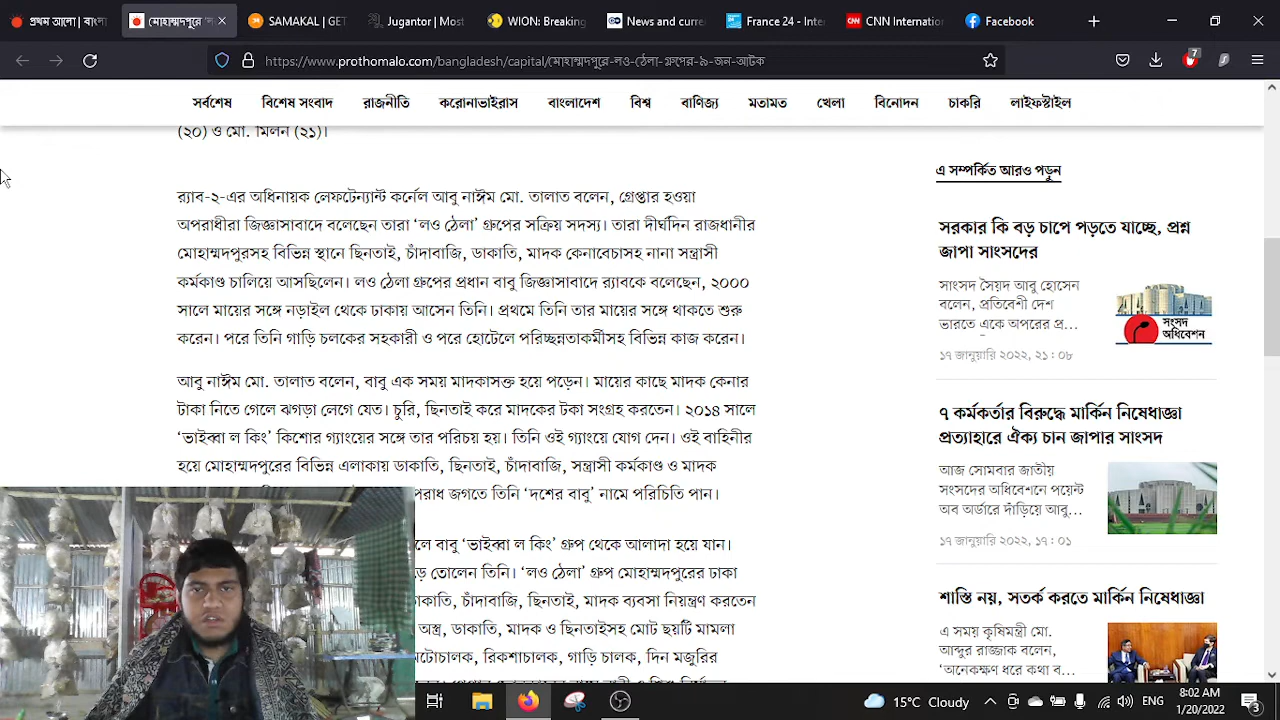 প্রথম আলো | বাংলা
মোহাম্মদপুরে 'ল
SAMAKAL | GET
Jugantor | Most
WION: Breaking
News and curre
France 24 - Inte
CNN Internatio
Facebook
https://www.prothomalo.com/bangladesh/capital/মোহাম্মদপুরে-লও-ঠেলা-গ্রুপের-৯-জন-আটক
7
সর্বশেষ বিশেষ সংবাদ রাজনীতি করোনাভাইরাস বাংলাদেশ বিশ্ব বাণিজ্য মতামত খেলা বিনোদন চাকরি লাইফস্টাইল
(২০) ও মো. মিলন (২১)।
র‍্যাব-২-এর অধিনায়ক লেফটেন্যান্ট কর্নেল আবু নাঈম মো. তালাত বলেন, গ্রেপ্তার হওয়া
অপরাধীরা জিজ্ঞাসাবাদে বলেছেন তারা 'লও ঠেলা' গ্রুপের সক্রিয় সদস্য। তারা দীর্ঘদিন রাজধানীর
মোহাম্মদপুরসহ বিভিন্ন স্থানে ছিনতাই, চাঁদাবাজি, ডাকাতি, মাদক কেনাবেচাসহ নানা সন্ত্রাসী
কর্মকাণ্ড চালিয়ে আসছিলেন। লও ঠেলা গ্রুপের প্রধান বাবু জিজ্ঞাসাবাদে র‍্যাবকে বলেছেন, ২০০০
সালে মায়ের সঙ্গে নড়াইল থেকে ঢাকায় আসেন তিনি। প্রথমে তিনি তার মায়ের সঙ্গে থাকতে শুরু
করেন। পরে তিনি গাড়ি চলকের সহকারী ও পরে হোটেলে পরিচ্ছন্নতাকর্মীসহ বিভিন্ন কাজ করেন।
আবু নাঈম মো. তালাত বলেন, বাবু এক সময় মাদকাসক্ত হয়ে পড়েন। মায়ের কাছে মাদক কেনার
টাকা নিতে গেলে ঝগড়া লেগে যেত। চুরি, ছিনতাই করে মাদকের টকা সংগ্রহ করতেন। ২০১৪ সালে
'ভাইব্বা ল কিং' কিশোর গ্যাংয়ের সঙ্গে তার পরিচয় হয়। তিনি ওই গ্যাংয়ে যোগ দেন। ওই বাহিনীর
হয়ে মোহাম্মদপুরের বিভিন্ন এলাকায় ডাকাতি, ছিনতাই, চাঁদাবাজি, সন্ত্রাসী কর্মকাণ্ড ও মাদক
পরাধ জগতে তিনি 'দশের বাবু' নামে পরিচিতি পান।
লে বাবু 'ভাইব্বা ল কিং' গ্রুপ থেকে আলাদা হয়ে যান।
ড়ে তোলেন তিনি। 'লও ঠেলা' গ্রুপ মোহাম্মদপুরের ঢাকা
াকাতি, চাঁদাবাজি, ছিনতাই, মাদক ব্যবসা নিয়ন্ত্রণ করতেন
অস্ত্র, ডাকাতি, মাদক ও ছিনতাইসহ মোট ছয়টি মামলা
মটোচালক, রিকশাচালক, গাড়ি চালক, দিন মজুরির
এ সম্পর্কিত আরও পড়ুন
সরকার কি বড় চাপে পড়তে যাচ্ছে, প্রশ্ন
জাপা সাংসদের
সাংসদ সৈয়দ আবু হোসেন
বলেন, প্রতিবেশী দেশ
ভারতে একে অপরের প্র...
সংসদ
অধিবেশন
১৭ জানুয়ারি ২০২২, ২১:০৮
৭ কর্মকর্তার বিরুদ্ধে মার্কিন নিষেধাজ্ঞা
প্রত্যাহারে ঐক্য চান জাপার সাংসদ
আজ সোমবার জাতীয়
সংসদের অধিবেশনে পয়েন্ট
অব অর্ডারে দাঁড়িয়ে আবু...
১৭ জানুয়ারি ২০২২, ১৭:০১
শাস্তি নয়, সতর্ক করতে মার্কিন নিষেধাজ্ঞা
এ সময় কৃষিমন্ত্রী মো.
আব্দুর রাজ্জাক বলেন,
'অনেকক্ষণ ধরে কথা ব...
15°C Cloudy
ENG
8:02 AM
1/20/2022
3